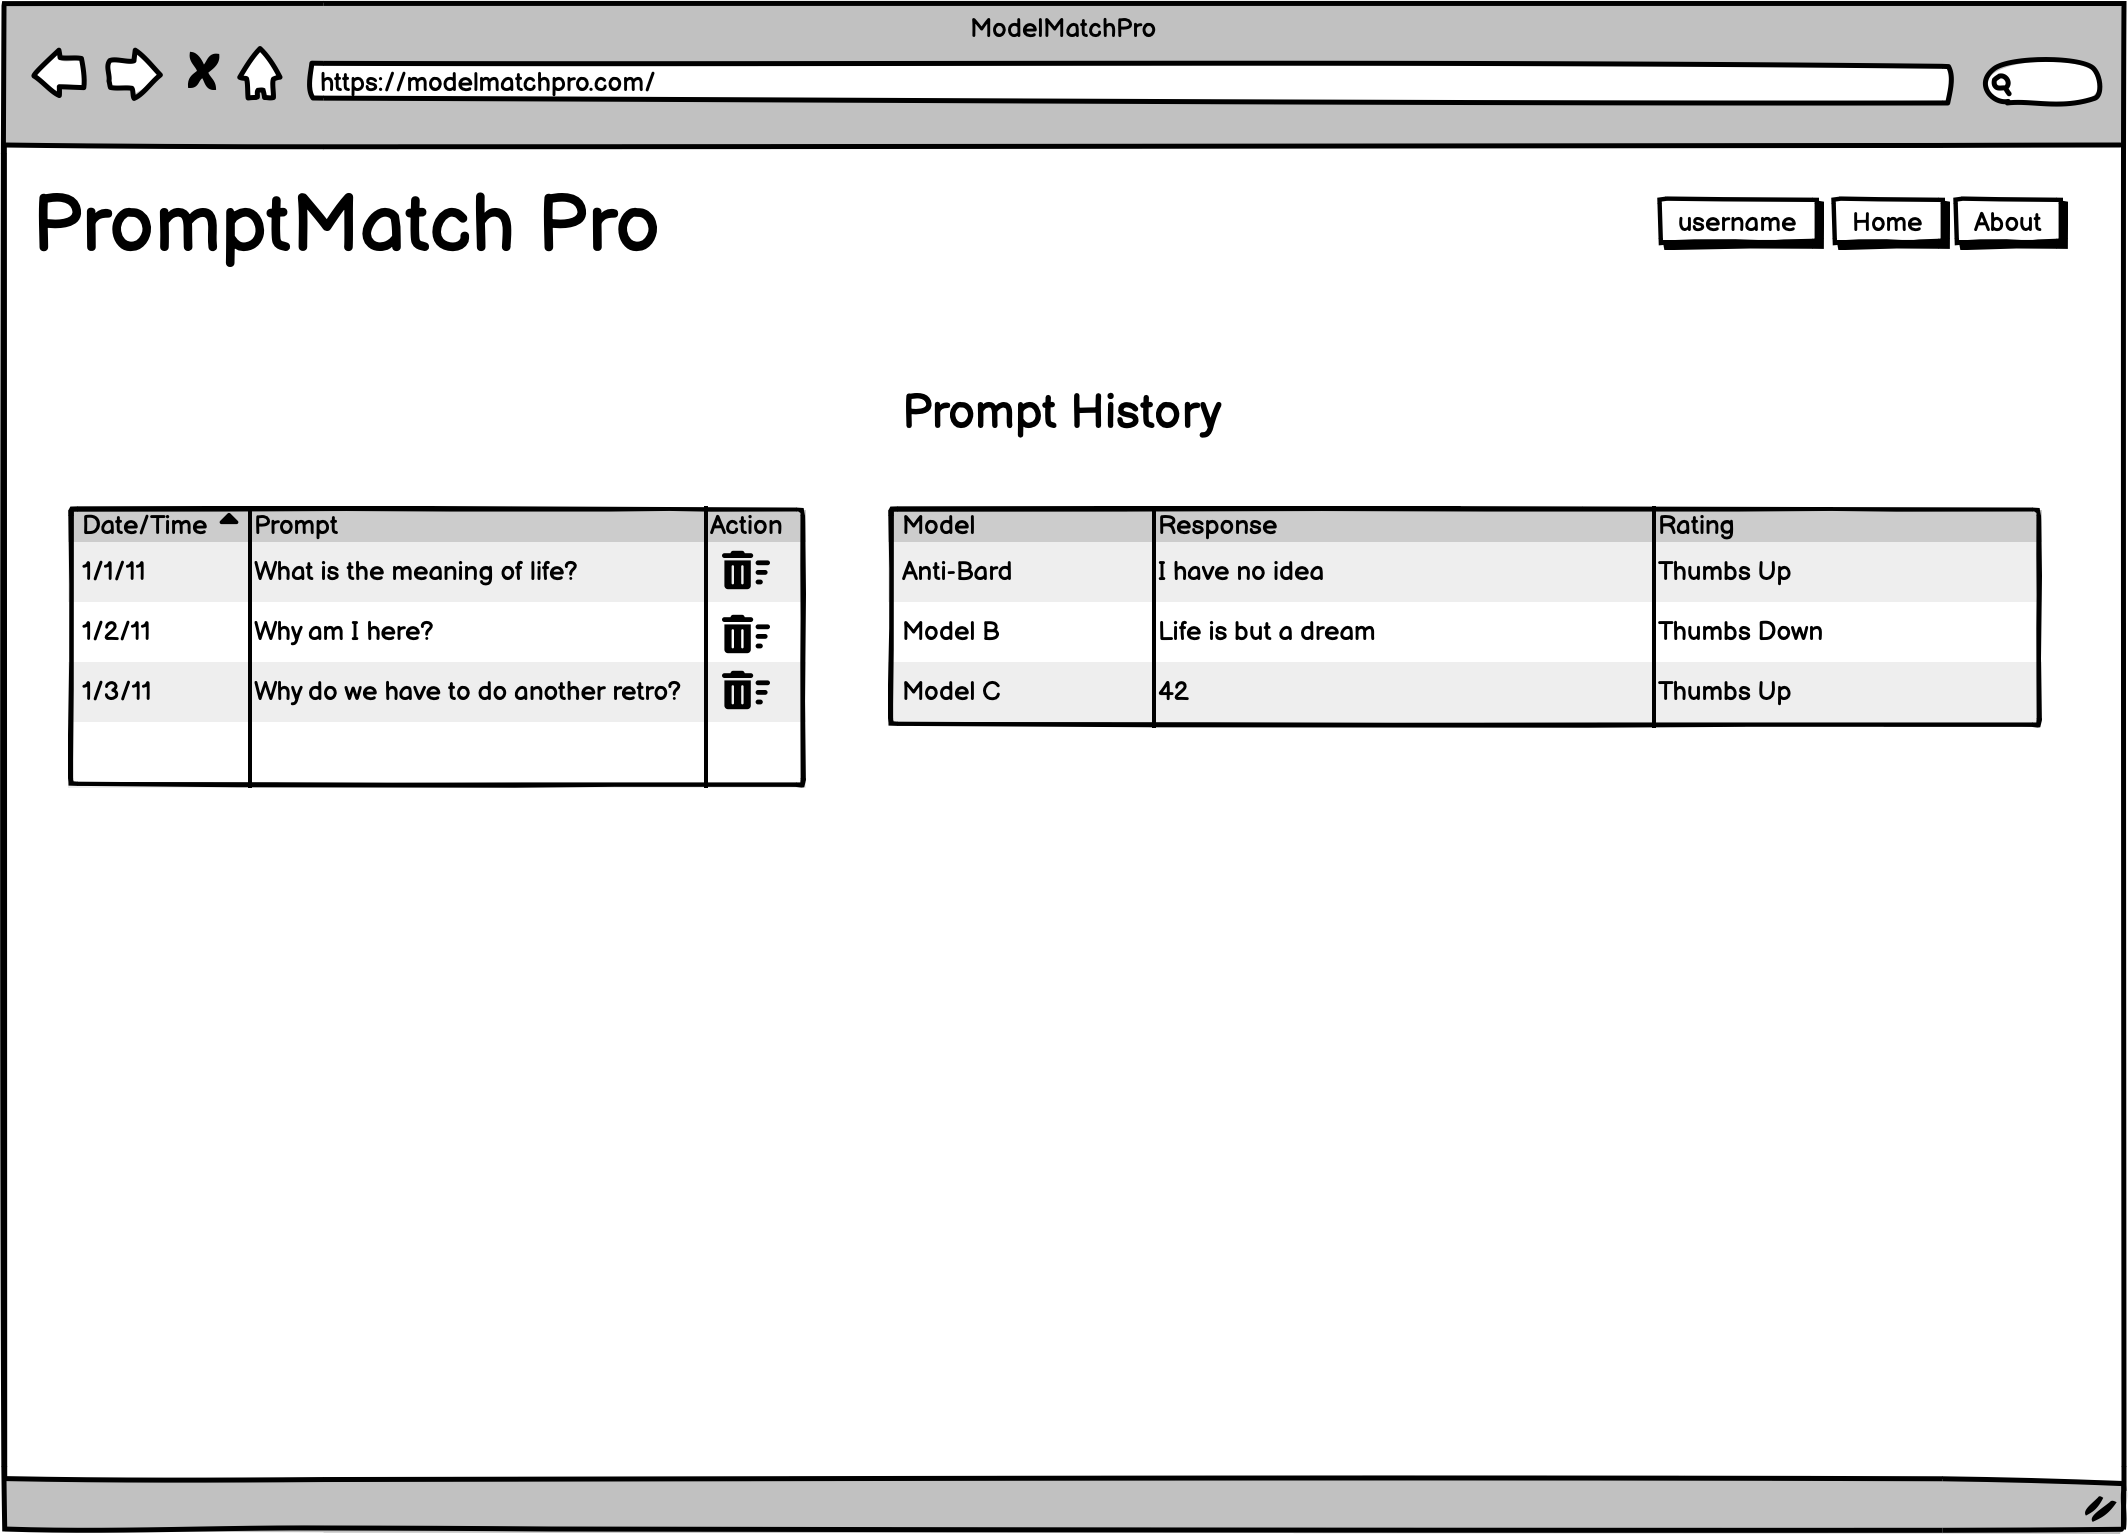 ModelMatchPro
https://modelmatchpro.com/
PromptMatch Pro
username Home About
Prompt History
Date/Time Prompt Action
1/1/11 What is the meaning of life?
1/2/11 Why am I here?
1/3/11 Why do we have to do another retro?
Model Response Rating
Anti-Bard I have no idea Thumbs Up
Model B Life is but a dream Thumbs Down
Model C 42 Thumbs Up